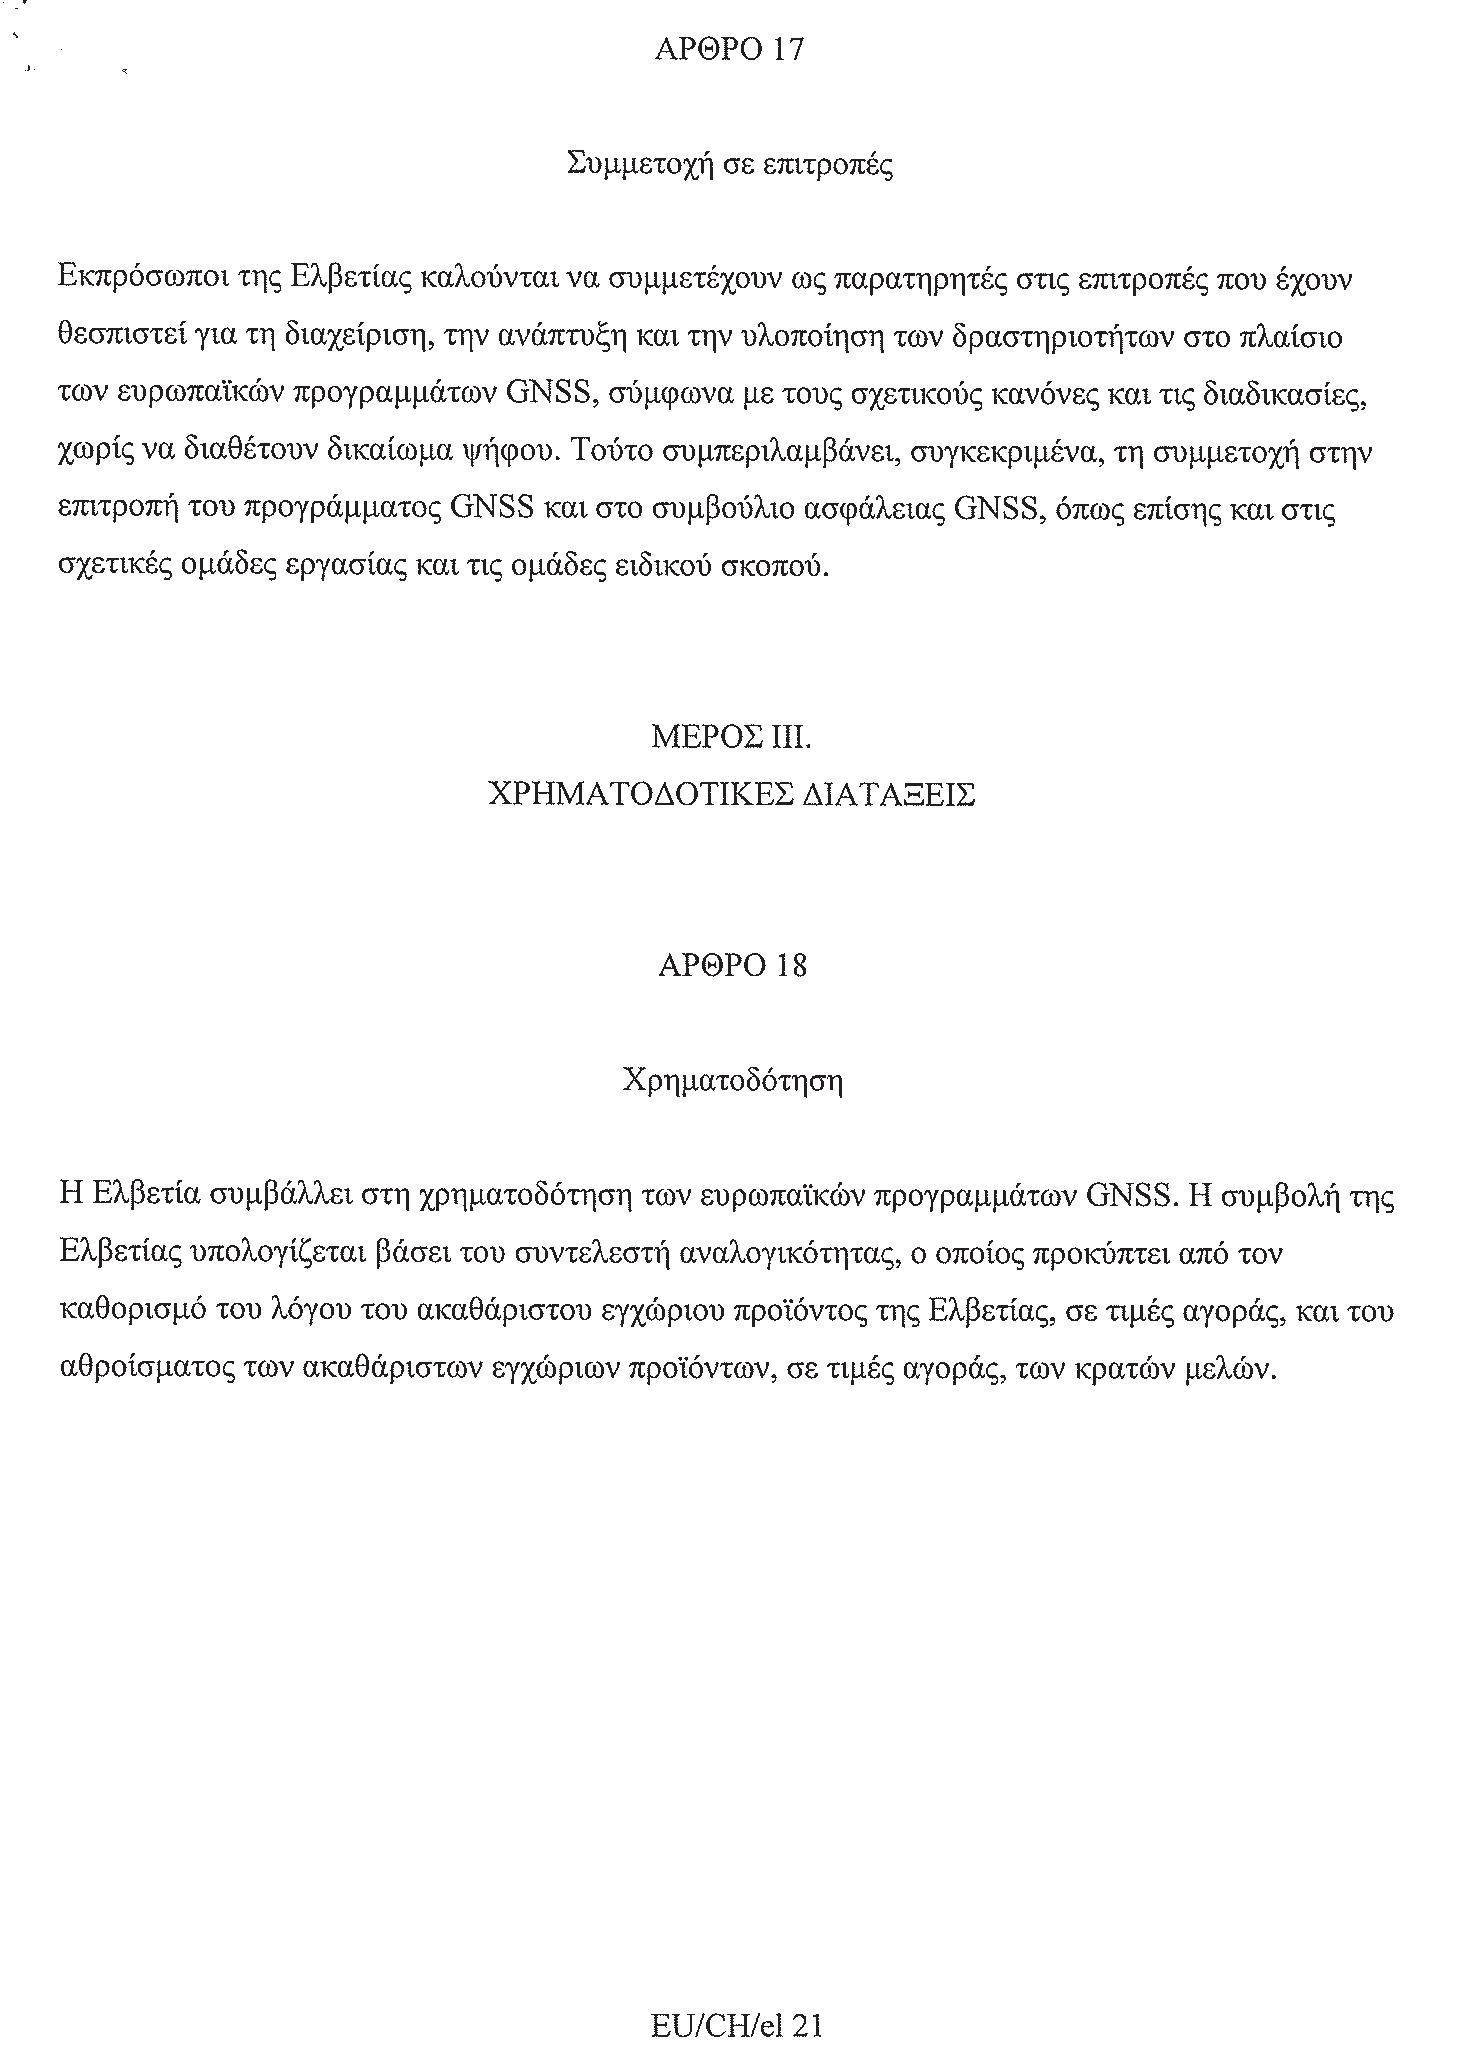 ΑΡΘΡΟ 17
Συμμετοχή σε επιτροπές
Εκπρόσωποι της Ελβετίας καλούνται να συμμετέχουν ως παρατηρητές στις επιτροπές που έχουν
θεσπιστεί για τη διαχείριση, την ανάπτυξη και την υλοποίηση των δραστηριοτήτων στο πλαίσιο
των ευρωπαϊκών προγραμμάτων GNSS, σύμφωνα με τους σχετικούς κανόνες και τις διαδικασίες,
χωρίς να διαθέτουν δικαίωμα ψήφου. Τούτο συμπεριλαμβάνει, συγκεκριμένα, τη συμμετοχή στην
επιτροπή του προγράμματος GNSS και στο συμβούλιο ασφάλειας GNSS, όπως επίσης και στις
σχετικές ομάδες εργασίας και τις ομάδες ειδικού σκοπού.
ΜΕΡΟΣ III.
ΧΡΗΜΑΤΟΔΟΤΙΚΕΣ ΔΙΑΤΑΞΕΙΣ
ΑΡΘΡΟ 18
Χρηματοδότηση
Η Ελβετία συμβάλλει στη χρηματοδότηση των ευρωπαϊκών προγραμμάτων GNSS. Η συμβολή της
Ελβετίας υπολογίζεται βάσει του συντελεστή αναλογικότητας, ο οποίος προκύπτει από τον
καθορισμό του λόγου του ακαθάριστου εγχώριου προϊόντος της Ελβετίας, σε τιμές αγοράς, και του
αθροίσματος των ακαθάριστων εγχώριων προϊόντων, σε τιμές αγοράς, των κρατών μελών.
EU/CH/el 21